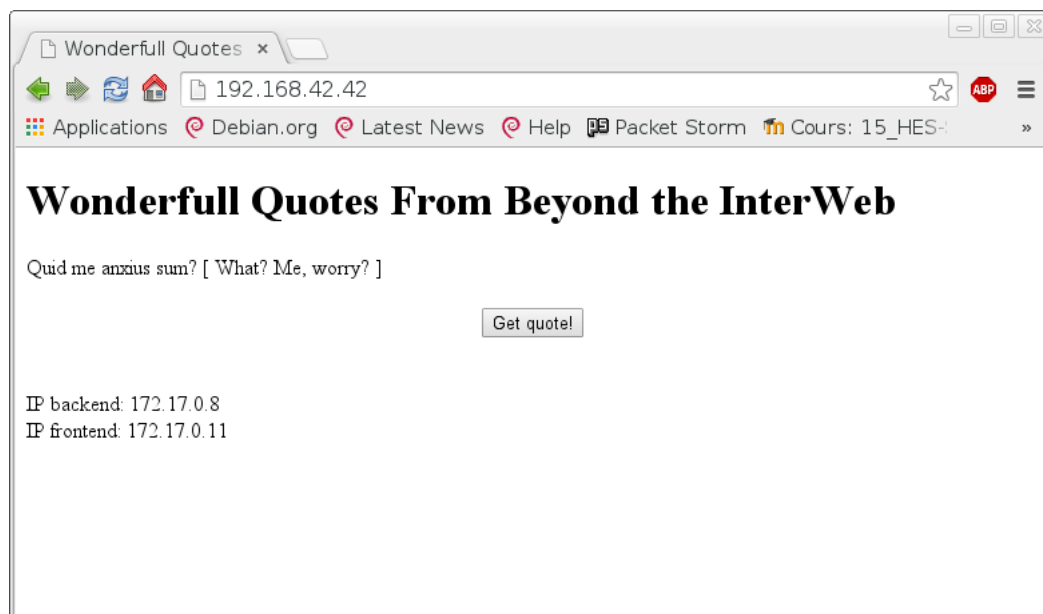 Wonderfull Quotes ×
192.168.42.42 ABP
Applications Debian.org Latest News Help Packet Storm Cours: 15_HES- »
Wonderfull Quotes From Beyond the InterWeb
Quid me anxius sum? [ What? Me, worry? ]
Get quote!
IP backend: 172.17.0.8
IP frontend: 172.17.0.11